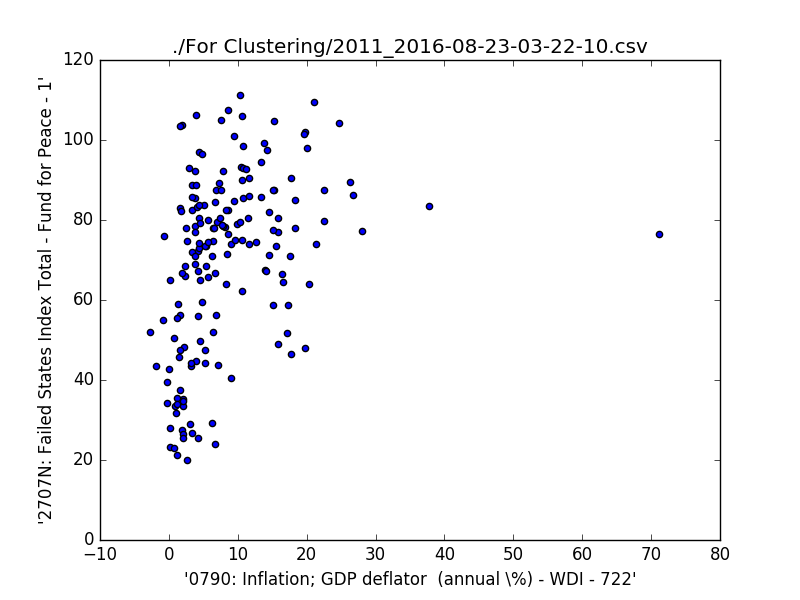 ./For Clustering/2011_2016-08-23-03-22-10.csv
120
100
80
60
40
20
0
'2707N: Failed States Index Total - Fund for Peace - 1'
−10 0 10 20 30 40 50 60 70 80
'0790: Inflation; GDP deflator  (annual \%) - WDI - 722'